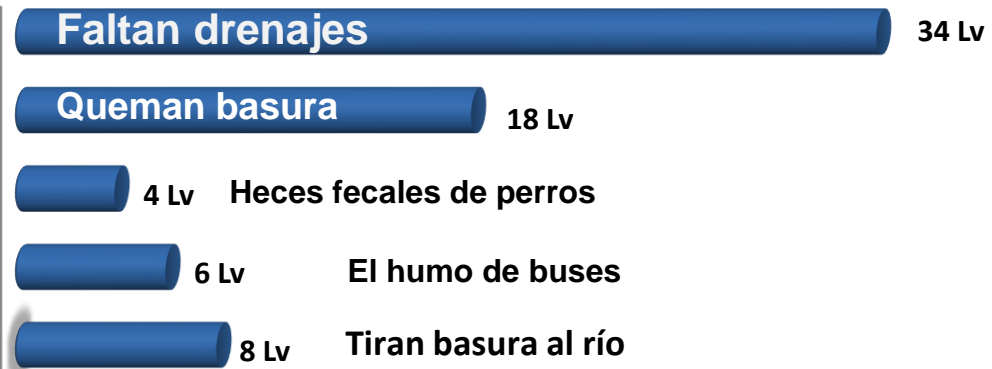 Faltan drenajes 34 Lv
Queman basura 18 Lv
4 Lv Heces fecales de perros
6 Lv El humo de buses
8 Lv Tiran basura al río